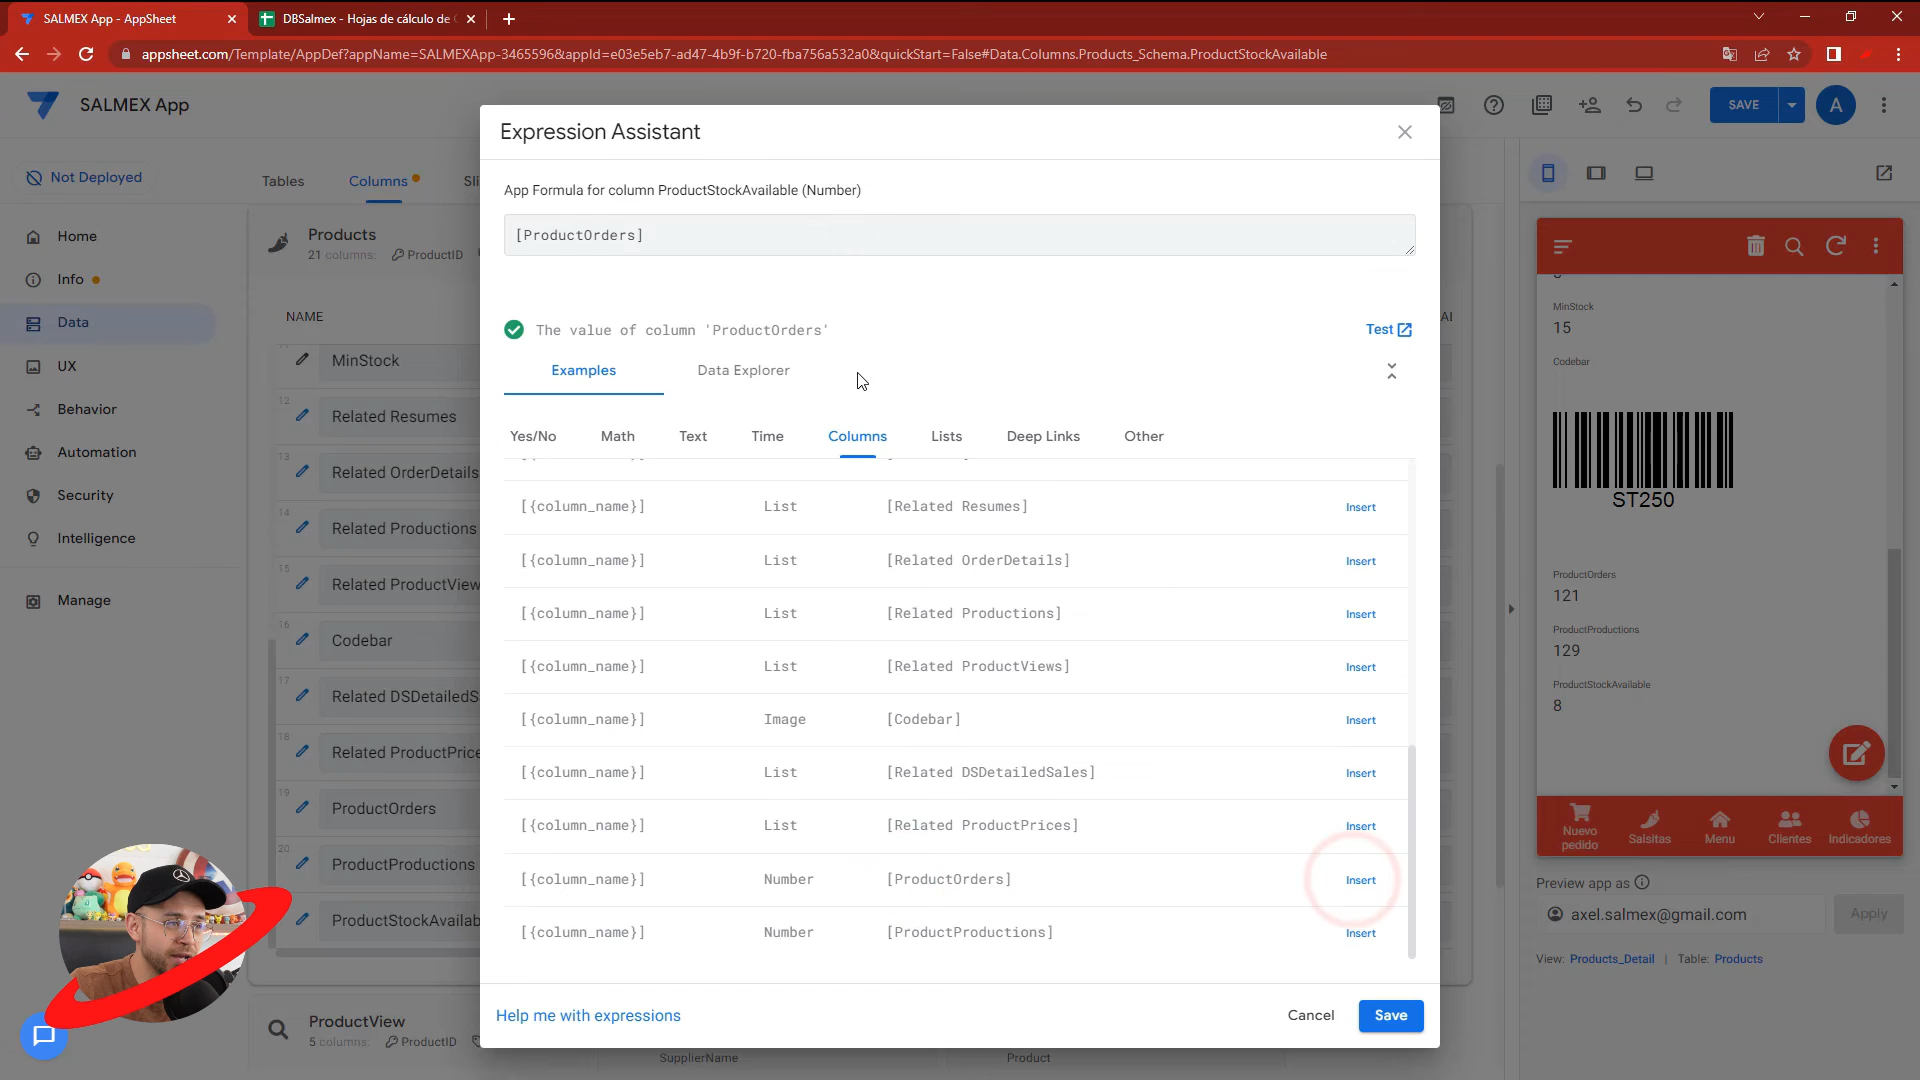 SALMEX App - AppSheet
DBSalmex - Hojas de cálculo de
appsheet.com/Template/AppDef?appName=SALMEXApp-3465596&appId=e03e5eb7-ad47-4b9f-b720-fba756a532a0&quickStart=False#Data.Columns.Products_Schema.ProductStockAvailable
SALMEX App
SAVE
A
Not Deployed
Tables
Columns
Home
Info
Data
UX
Behavior
Automation
Security
Intelligence
Manage
Products
21 columns:
ProductID
NAME
MinStock
12
Related Resumes
13
Related OrderDetails
14
Related Productions
15
Related ProductView
16
Codebar
17
Related DSDetailedS
18
Related ProductPrice
19
ProductOrders
20
ProductProductions
ProductStockAvailab
ProductView
5 columns:
ProductID
SupplierName
Product
Expression Assistant
App Formula for column ProductStockAvailable (Number)
[ProductOrders]
The value of column 'ProductOrders'
Test
Examples
Data Explorer
Yes/No
Math
Text
Time
Columns
Lists
Deep Links
Other
[{column_name}] List [Related Resumes] Insert
[{column_name}] List [Related OrderDetails] Insert
[{column_name}] List [Related Productions] Insert
[{column_name}] List [Related ProductViews] Insert
[{column_name}] Image [Codebar] Insert
[{column_name}] List [Related DSDetailedSales] Insert
[{column_name}] List [Related ProductPrices] Insert
[{column_name}] Number [ProductOrders] Insert
[{column_name}] Number [ProductProductions] Insert
Help me with expressions
Cancel
Save
MinStock
15
Codebar
ST250
ProductOrders
121
ProductProductions
129
ProductStockAvailable
8
Nuevo pedido
Salsitas
Menu
Clientes
Indicadores
Preview app as
axel.salmex@gmail.com
Apply
View: Products_Detail | Table: Products